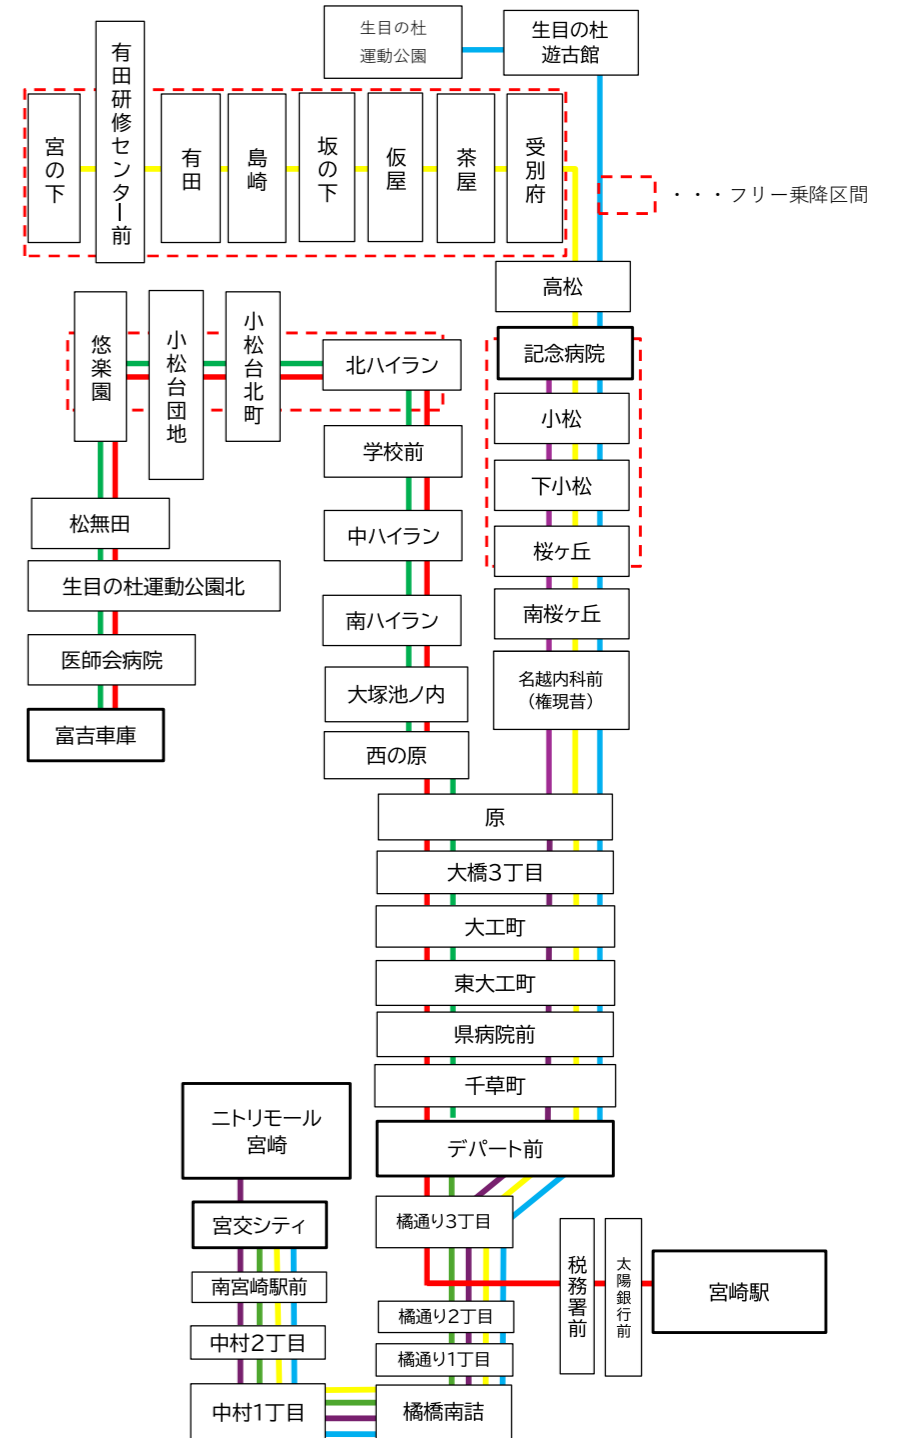 生目の杜
運動公園
生目の杜
遊古館
宮の下
有田研修センター前
有田
島崎
坂の下
仮屋
茶屋
受別府
・・・フリー乗降区間
高松
悠楽園
小松台団地
小松台北町
北ハイラン
記念病院
小松
下小松
桜ヶ丘
南桜ヶ丘
名越内科前
（権現昔）
学校前
中ハイラン
南ハイラン
大塚池ノ内
西の原
松無田
生目の杜運動公園北
医師会病院
富吉車庫
原
大橋3丁目
大工町
東大工町
県病院前
千草町
デパート前
ニトリモール
宮崎
宮交シティ
南宮崎駅前
中村2丁目
中村1丁目
橘通り3丁目
橘通り2丁目
橘通り1丁目
橘橋南詰
税務署前
太陽銀行前
宮崎駅